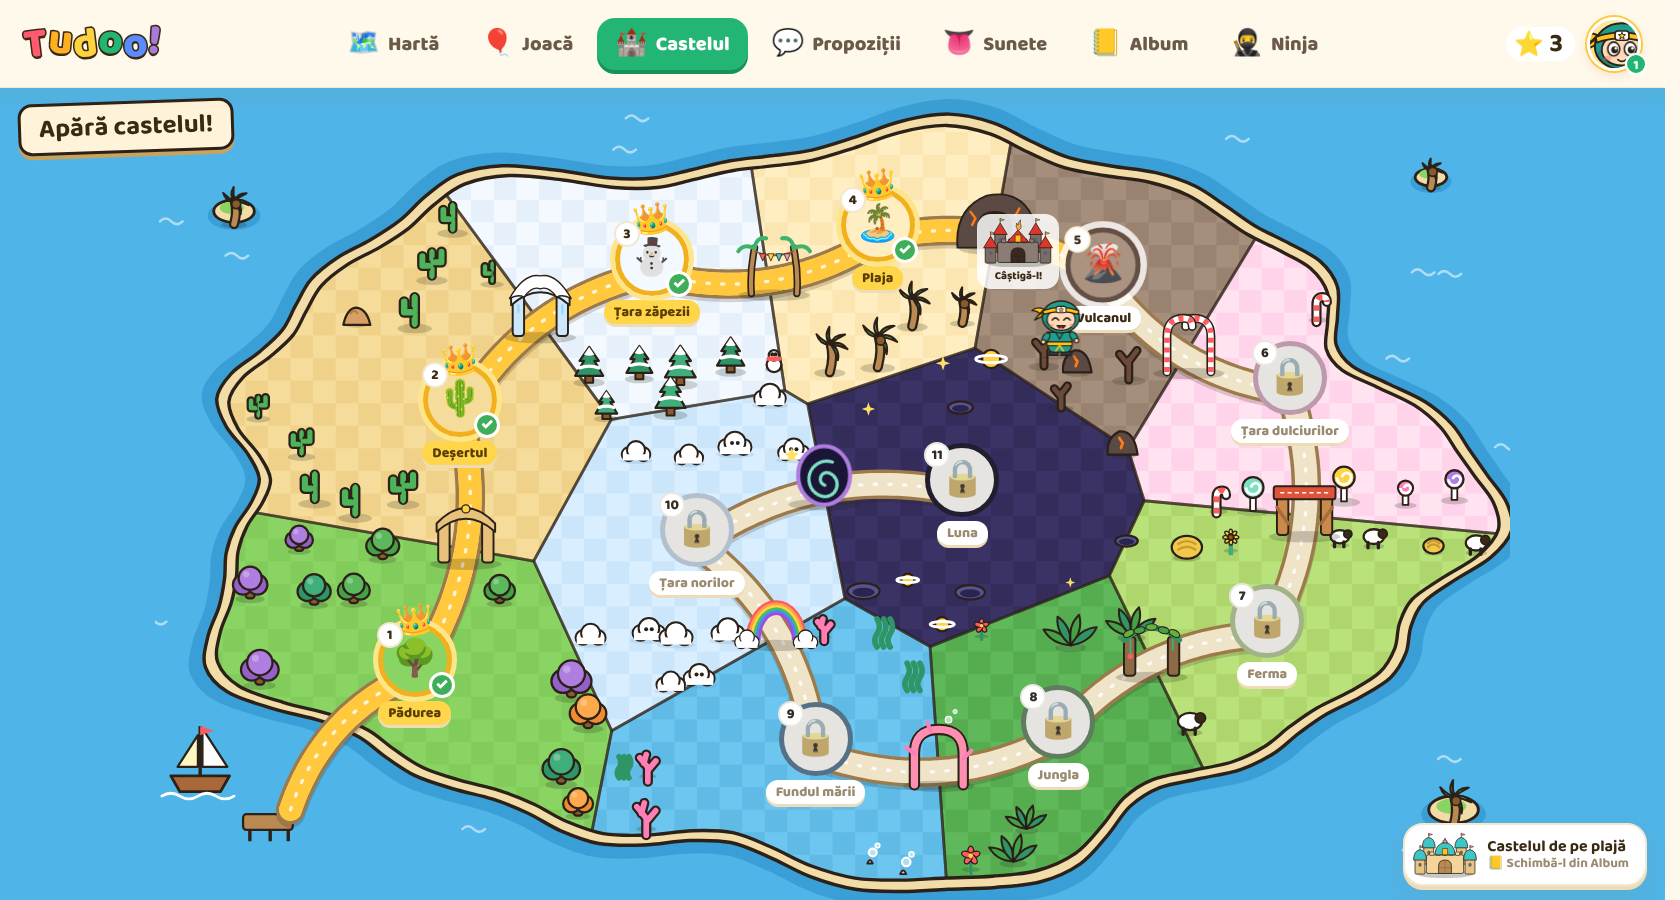 Tudoo!
Hartă
Joacă
Castelul
Propoziții
Sunete
Album
Ninja
3
1
Apără castelul!
4
Plaja
3
Țara zăpezii
5
Câștigă-l!
Vulcanul
2
Deșertul
6
Țara dulciurilor
11
Luna
10
Țara norilor
7
Ferma
1
Pădurea
8
Jungla
9
Fundul mării
Castelul de pe plajă
Schimbă-l din Album